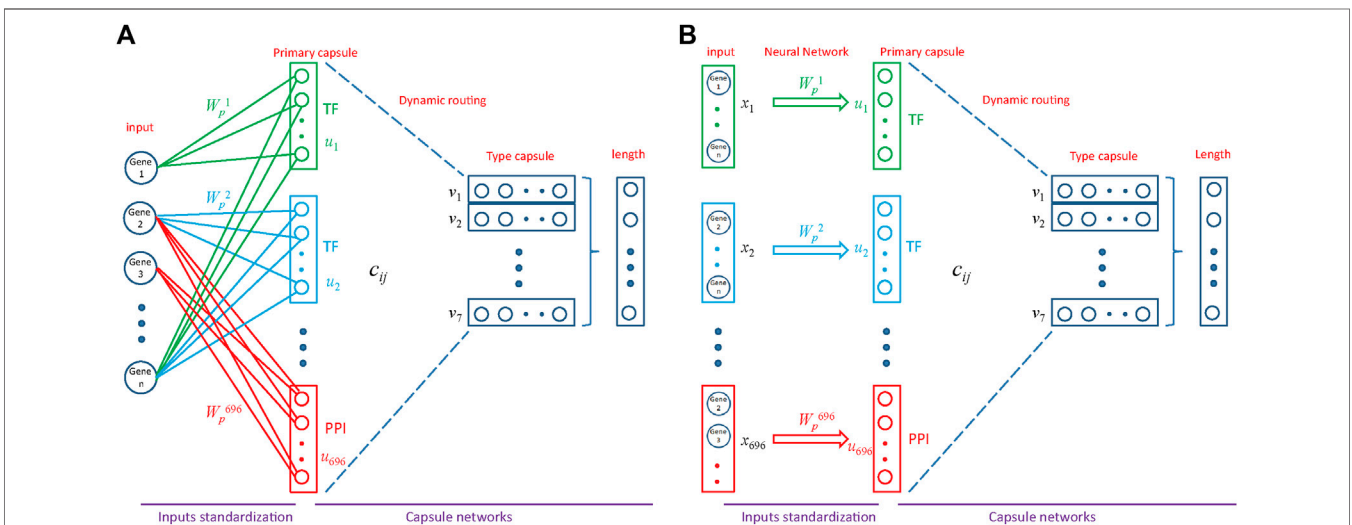 A
Primary capsule
W_p^1
TF
Dynamic routing
input
u_1
Gene
1
Type capsule
length
W_p^2
v_1
Gene
2
v_2
TF
Gene
3
c_ij
u_2
v_7
Gene
n
W_p^696
PPI
u_696
Inputs standardization
Capsule networks
B
input
Neural Network
Primary capsule
Gene
1
W_p^1
x_1
u_1
Dynamic routing
TF
Gene
n
Type capsule
Length
v_1
Gene
2
W_p^2
v_2
x_2
u_2
TF
c_ij
Gene
n
v_7
Gene
2
W_p^696
Gene
3
x_696
u_696
PPI
Inputs standardization
Capsule networks